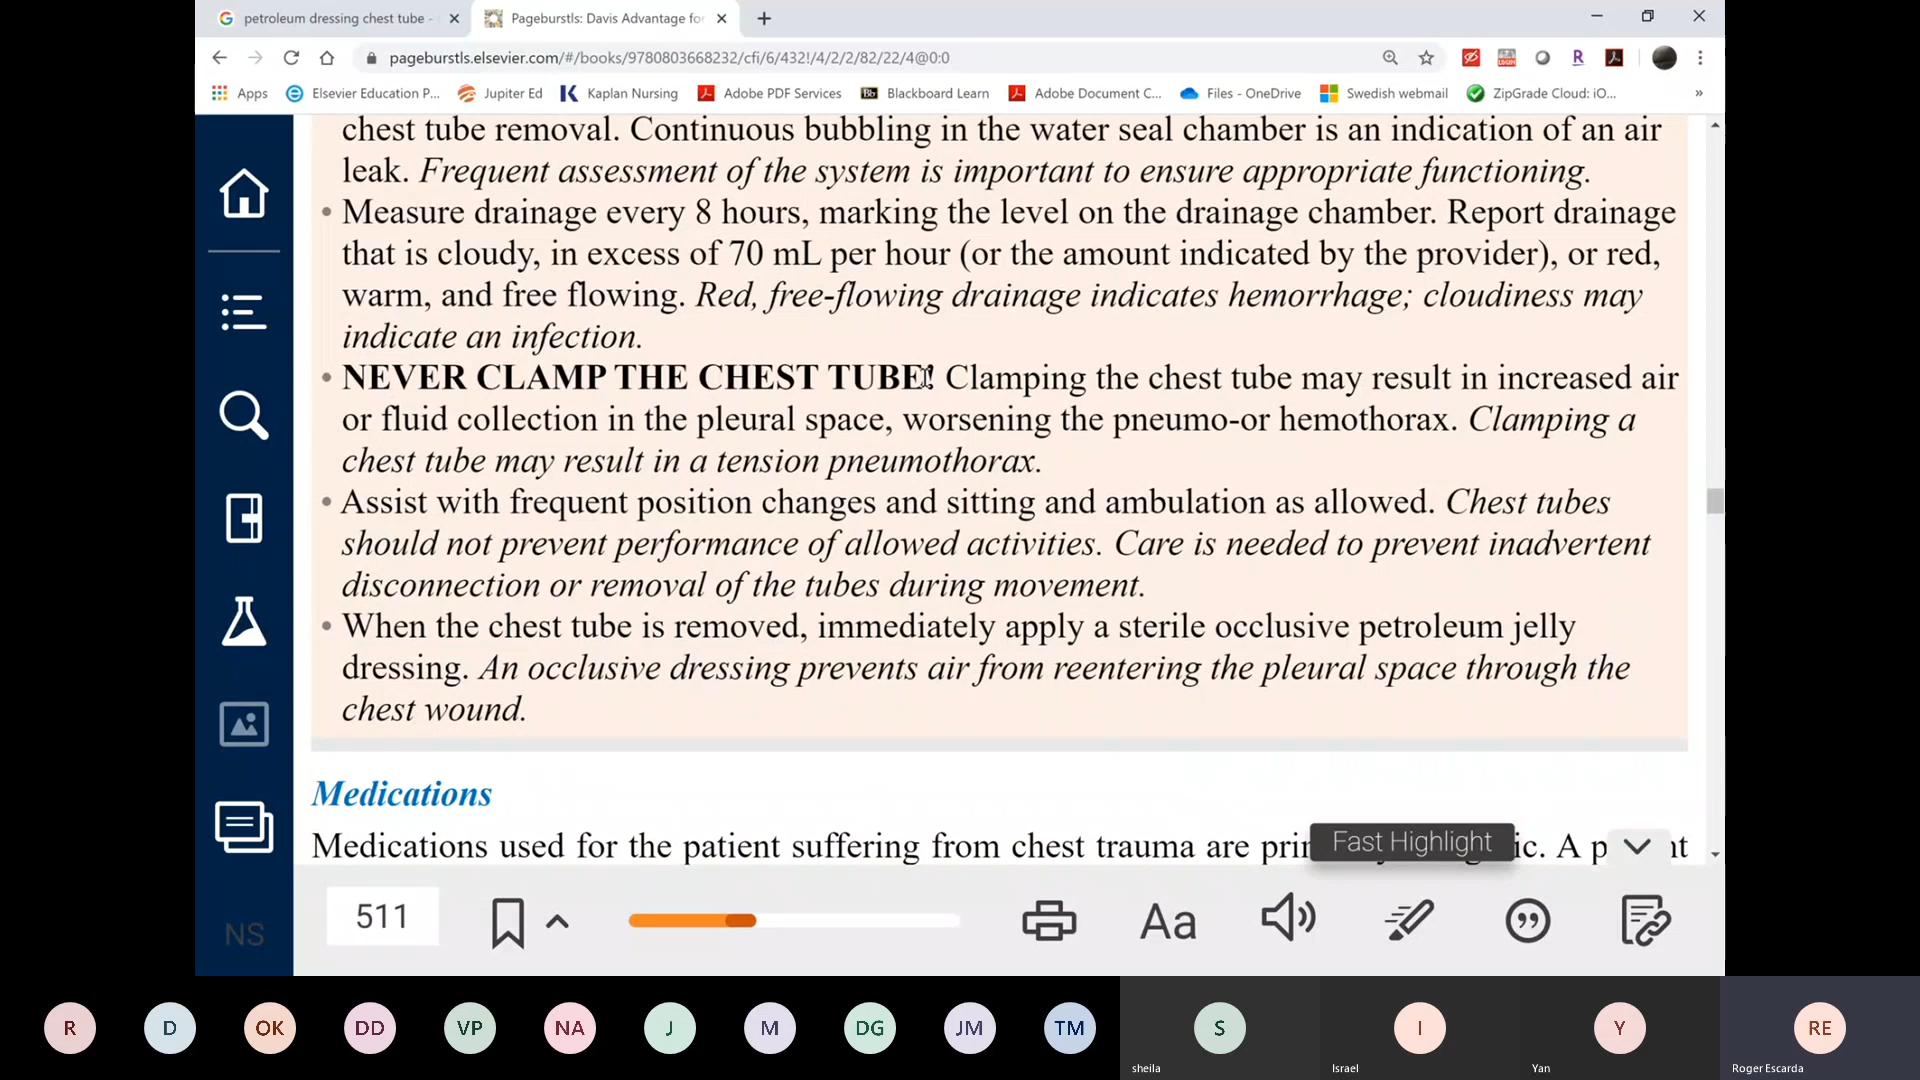 petroleum dressing chest tube -
Pageburstls: Davis Advantage for
pageburstls.elsevier.com/#/books/9780803668232/cfi/6/432!/4/2/2/82/22/4@0:0
Apps
Elsevier Education P...
Jupiter Ed
Kaplan Nursing
Adobe PDF Services
Bb
Blackboard Learn
Adobe Document C...
Files - OneDrive
Swedish webmail
ZipGrade Cloud: iO...
»
chest tube removal. Continuous bubbling in the water seal chamber is an indication of an air
leak. Frequent assessment of the system is important to ensure appropriate functioning.
• Measure drainage every 8 hours, marking the level on the drainage chamber. Report drainage
that is cloudy, in excess of 70 mL per hour (or the amount indicated by the provider), or red,
warm, and free flowing. Red, free-flowing drainage indicates hemorrhage; cloudiness may
indicate an infection.
• NEVER CLAMP THE CHEST TUBE! Clamping the chest tube may result in increased air
or fluid collection in the pleural space, worsening the pneumo-or hemothorax. Clamping a
chest tube may result in a tension pneumothorax.
• Assist with frequent position changes and sitting and ambulation as allowed. Chest tubes
should not prevent performance of allowed activities. Care is needed to prevent inadvertent
disconnection or removal of the tubes during movement.
• When the chest tube is removed, immediately apply a sterile occlusive petroleum jelly
dressing. An occlusive dressing prevents air from reentering the pleural space through the
chest wound.
Medications
Medications used for the patient suffering from chest trauma are
Fast Highlight
NS
511
Aa
R
D
OK
DD
VP
NA
J
M
DG
JM
TM
S
I
Y
RE
sheila
Israel
Yan
Roger Escarda